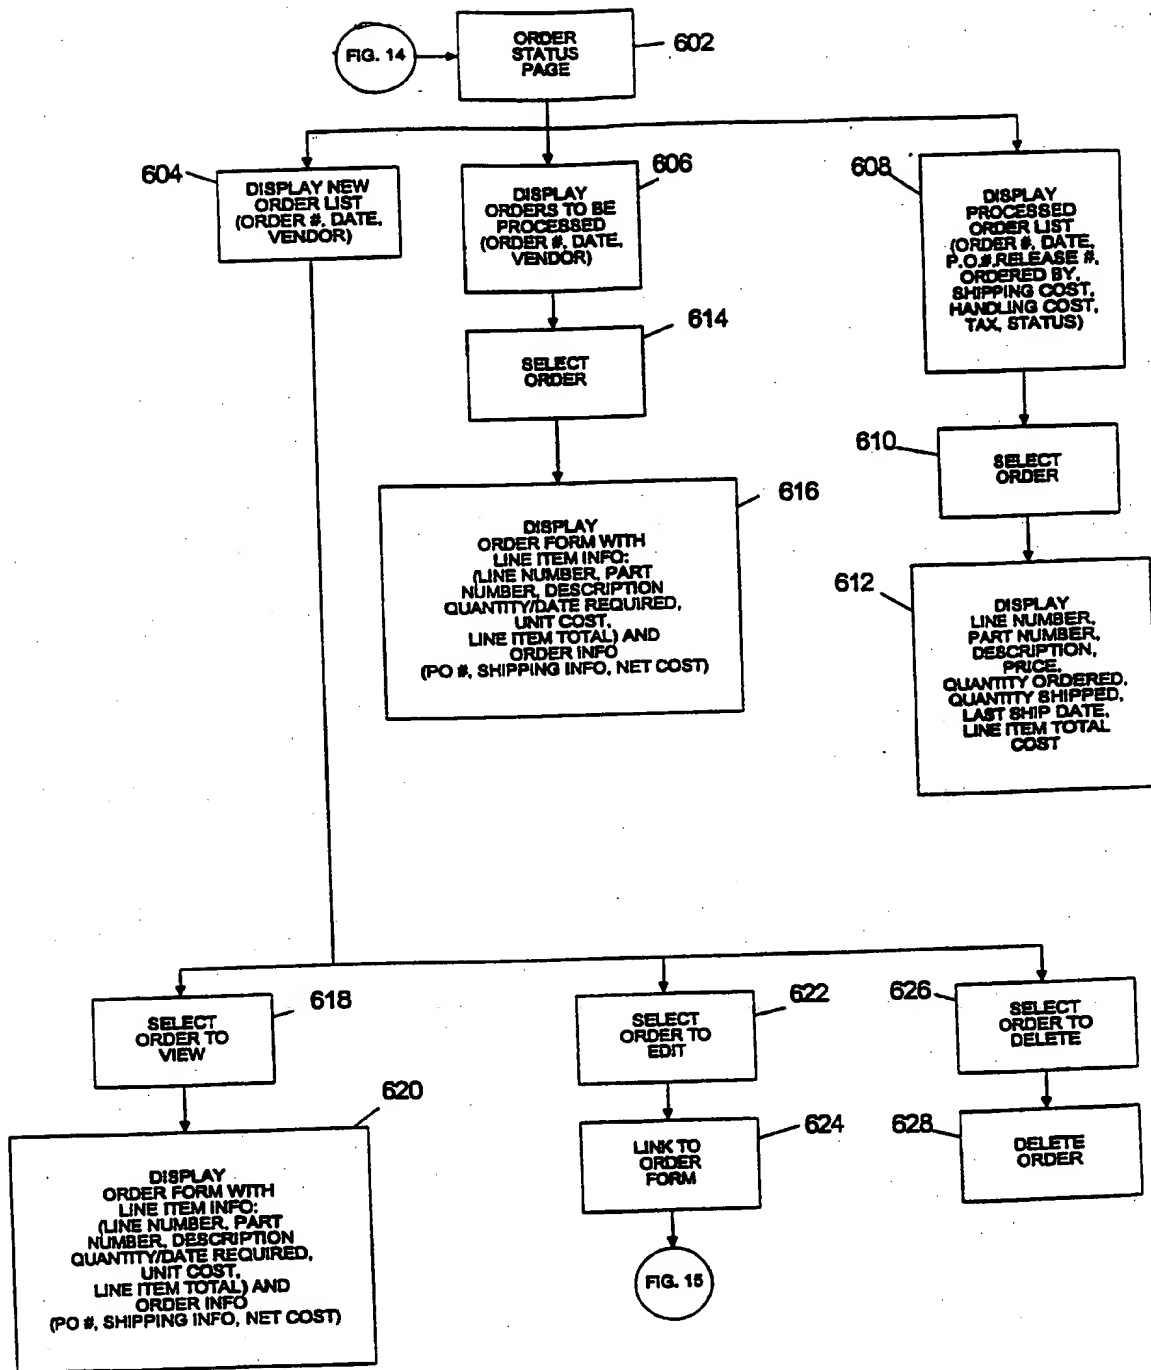 FIG. 14
ORDER
STATUS
PAGE
602
604
DISPLAY NEW
ORDER LIST
(ORDER #, DATE,
VENDOR)
606
DISPLAY
ORDERS TO BE
PROCESSED
(ORDER #, DATE,
VENDOR)
608
DISPLAY
PROCESSED
ORDER LIST
(ORDER #, DATE,
P.O.#,RELEASE #,
ORDERED BY,
SHIPPING COST,
HANDLING COST,
TAX, STATUS)
614
SELECT
ORDER
610
SELECT
ORDER
616
DISPLAY
ORDER FORM WITH
LINE ITEM INFO:
(LINE NUMBER, PART
NUMBER, DESCRIPTION
QUANTITY/DATE REQUIRED,
UNIT COST,
LINE ITEM TOTAL) AND
ORDER INFO
(PO #, SHIPPING INFO, NET COST)
612
DISPLAY
LINE NUMBER,
PART NUMBER,
DESCRIPTION,
PRICE,
QUANTITY ORDERED,
QUANTITY SHIPPED,
LAST SHIP DATE,
LINE ITEM TOTAL
COST
618
SELECT
ORDER TO
VIEW
622
SELECT
ORDER TO
EDIT
626
SELECT
ORDER TO
DELETE
620
DISPLAY
ORDER FORM WITH
LINE ITEM INFO:
(LINE NUMBER, PART
NUMBER, DESCRIPTION
QUANTITY/DATE REQUIRED,
UNIT COST,
LINE ITEM TOTAL) AND
ORDER INFO
(PO #, SHIPPING INFO, NET COST)
624
LINK TO
ORDER
FORM
628
DELETE
ORDER
FIG. 15